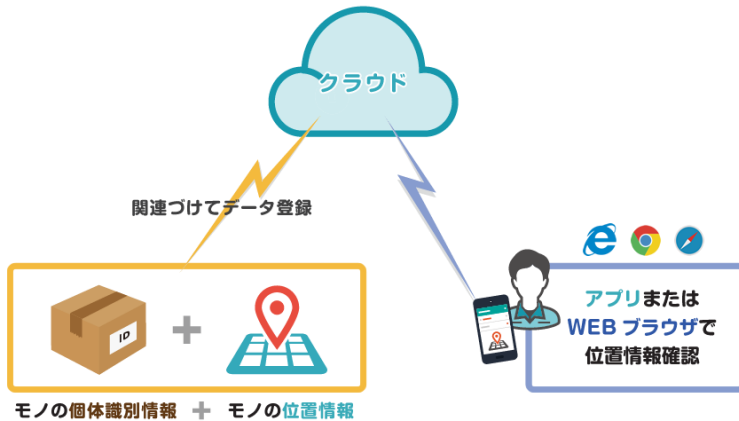 クラウド
関連づけてデータ登録
ID
アプリまたは
WEB ブラウザで
位置情報確認
モノの個体識別情報 + モノの位置情報